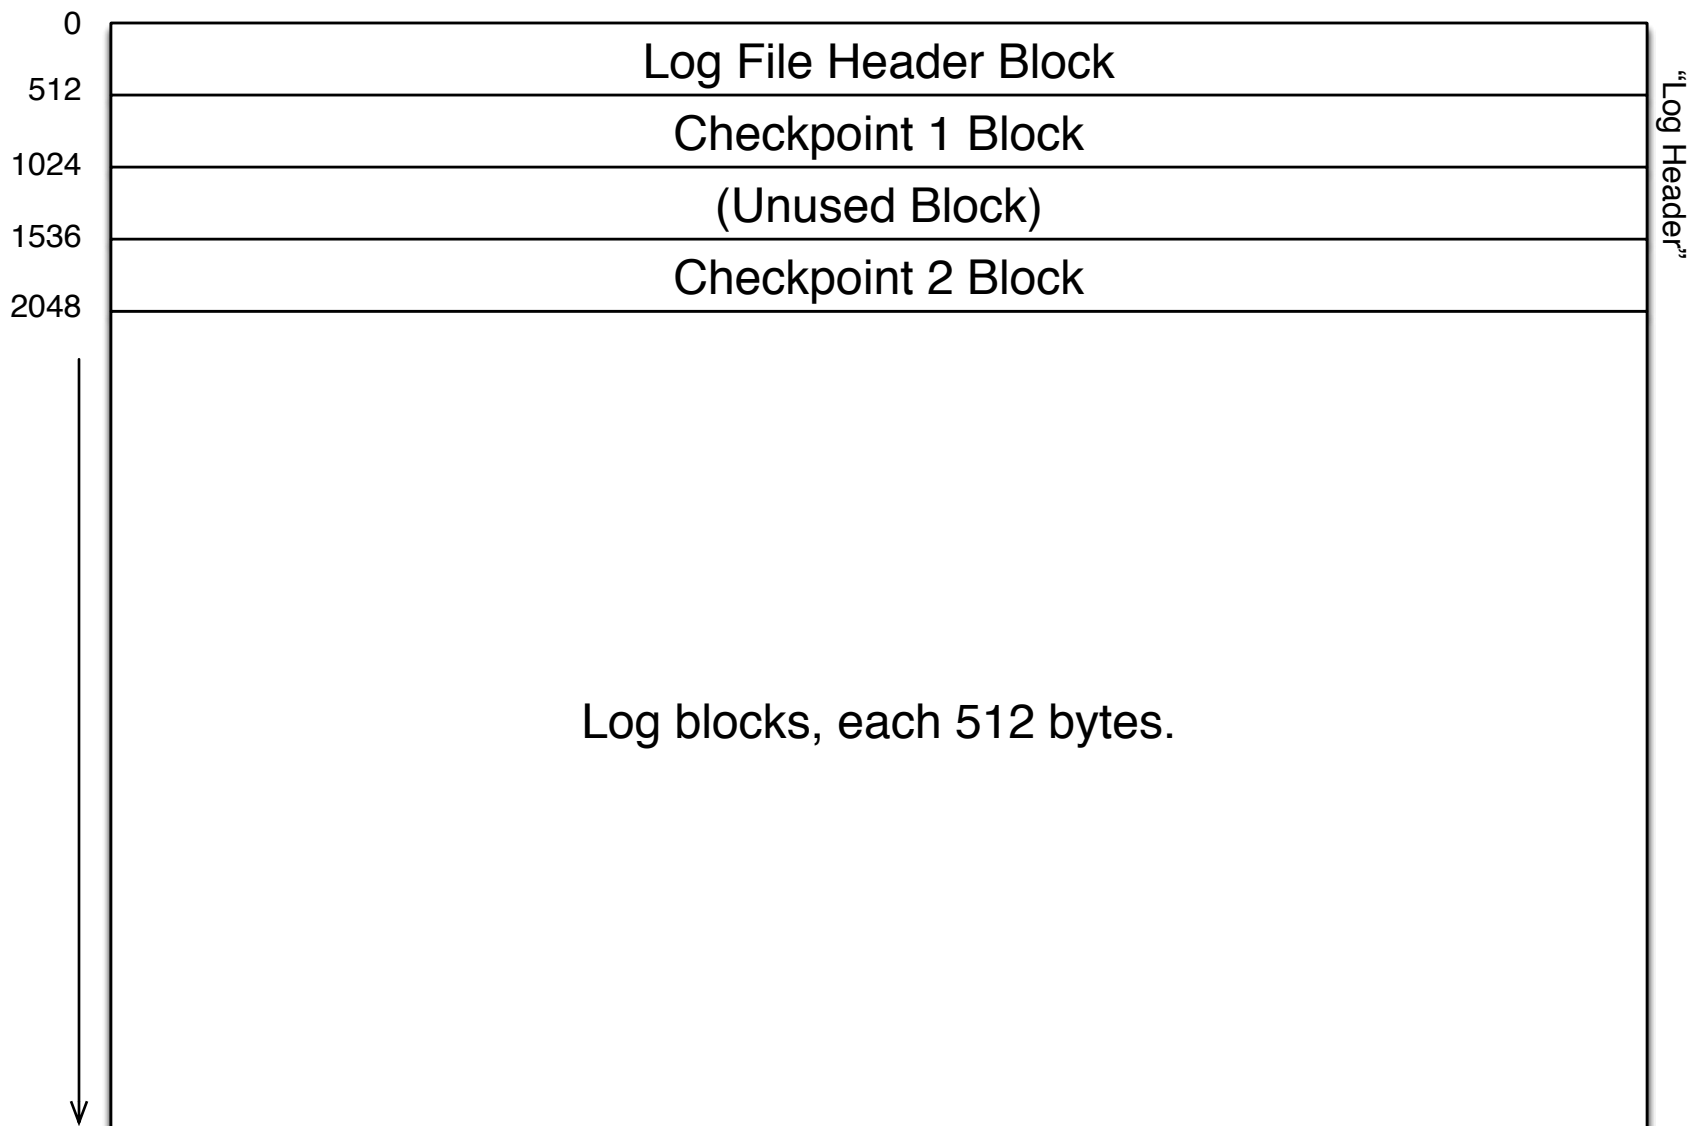 0
Log File Header Block
512
Checkpoint 1 Block
1024
(Unused Block)
1536
Checkpoint 2 Block
2048
“Log Header”
Log blocks, each 512 bytes.